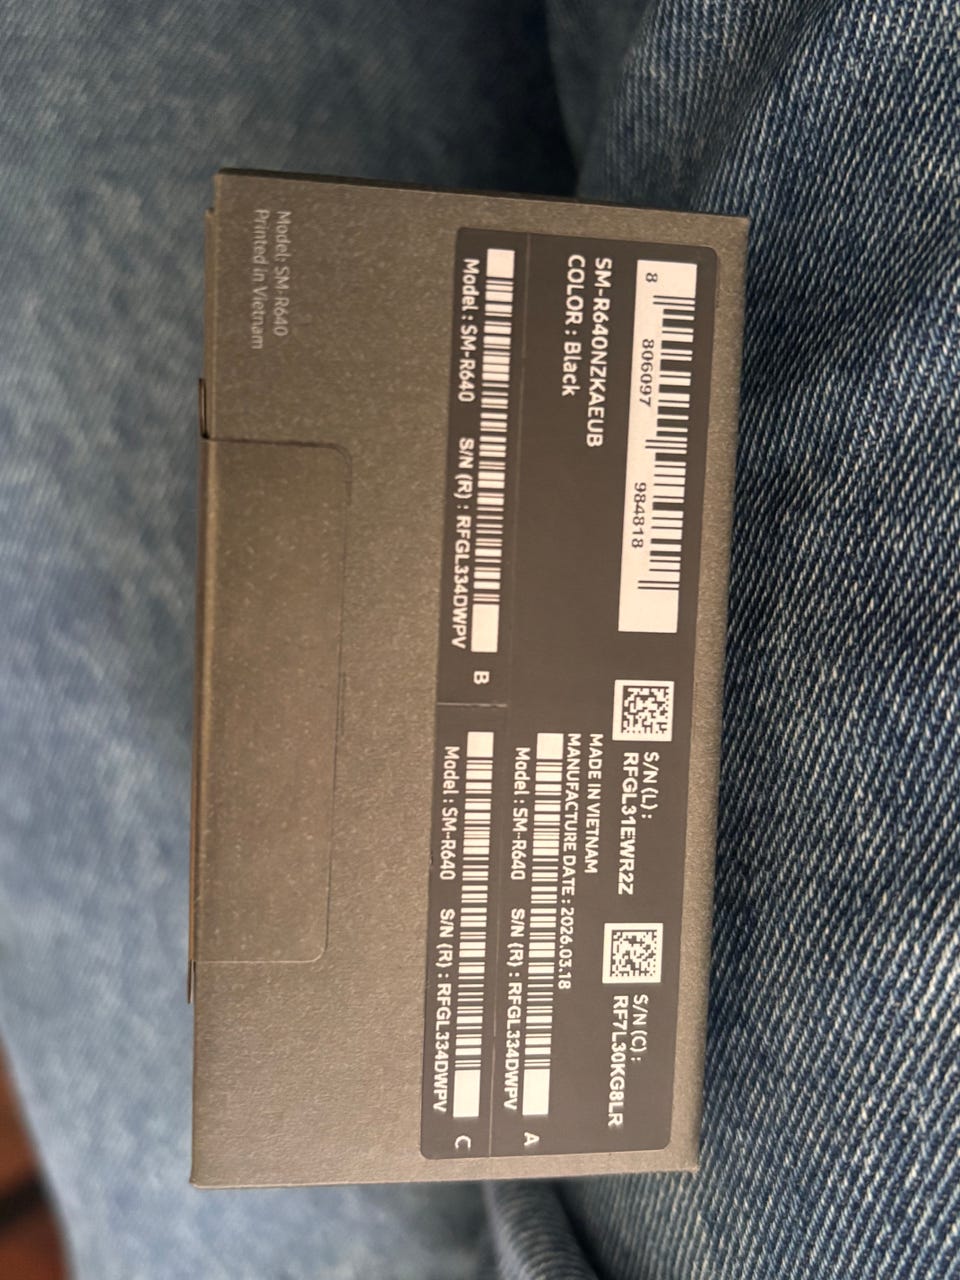 8 806097 984818
SM-R640NZKAEUB
COLOR : Black
S/N (L) :
RFGL31EWR2Z
S/N (C) :
RF7L30KG8LR
MADE IN VIETNAM
MANUFACTURE DATE : 2026.03.18
Model : SM-R640 S/N (R) : RFGL334DWPV A
Model : SM-R640 S/N (R) : RFGL334DWPV B
Model : SM-R640 S/N (R) : RFGL334DWPV C
Model: SM-R640
Printed in Vietnam